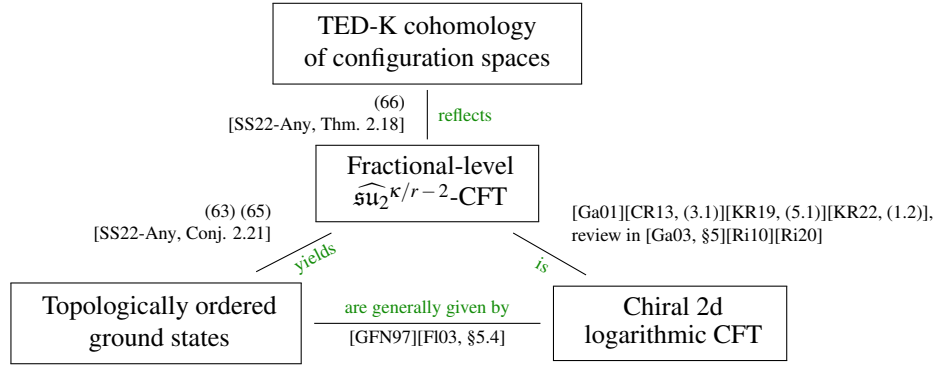 TED-K cohomology
of configuration spaces
(66)
[SS22-Any, Thm. 2.18]
reflects
Fractional-level
$\widehat{\mathfrak{su}_2}^{\kappa/r-2}$-CFT
(63) (65)
[SS22-Any, Conj. 2.21]
yields
[Ga01][CR13, (3.1)][KR19, (5.1)][KR22, (1.2)],
review in [Ga03, §5][Ri10][Ri20]
is
Topologically ordered
ground states
are generally given by
[GFN97][Fl03, §5.4]
Chiral 2d
logarithmic CFT